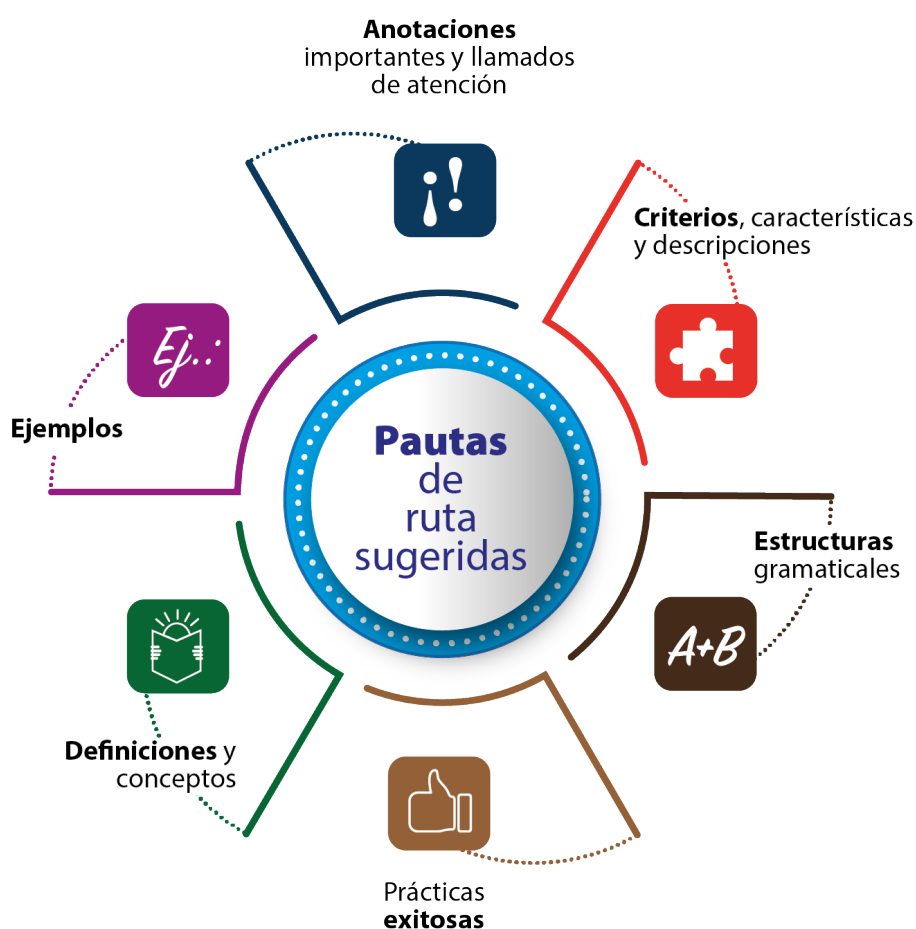 Anotaciones
importantes y llamados
de atención
¡!
Criterios, características
y descripciones
Ej..:
Ejemplos
Pautas
de
ruta
sugeridas
Estructuras
gramaticales
A+B
Definiciones y
conceptos
Prácticas
exitosas